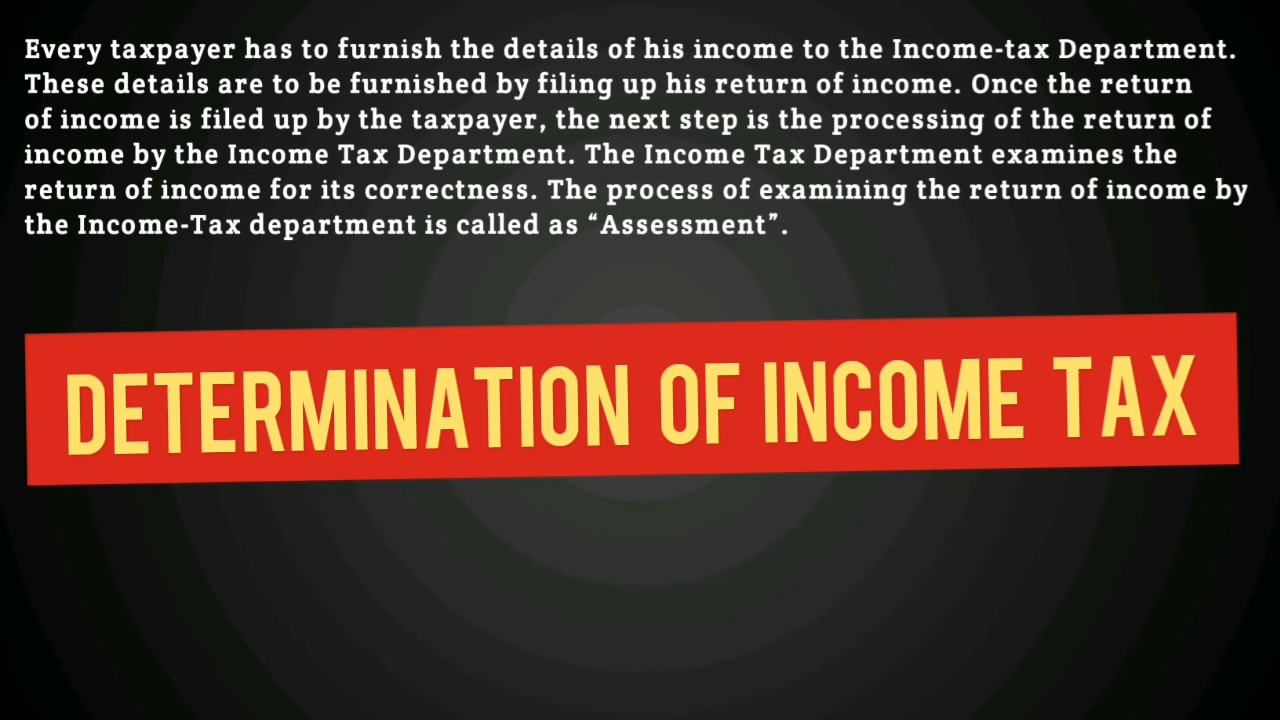 Every taxpayer has to furnish the details of his income to the Income-tax Department.
These details are to be furnished by filing up his return of income. Once the return
of income is filed up by the taxpayer, the next step is the processing of the return of
income by the Income Tax Department. The Income Tax Department examines the
return of income for its correctness. The process of examining the return of income by
the Income-Tax department is called as “Assessment”.
DETERMINATION OF INCOME TAX